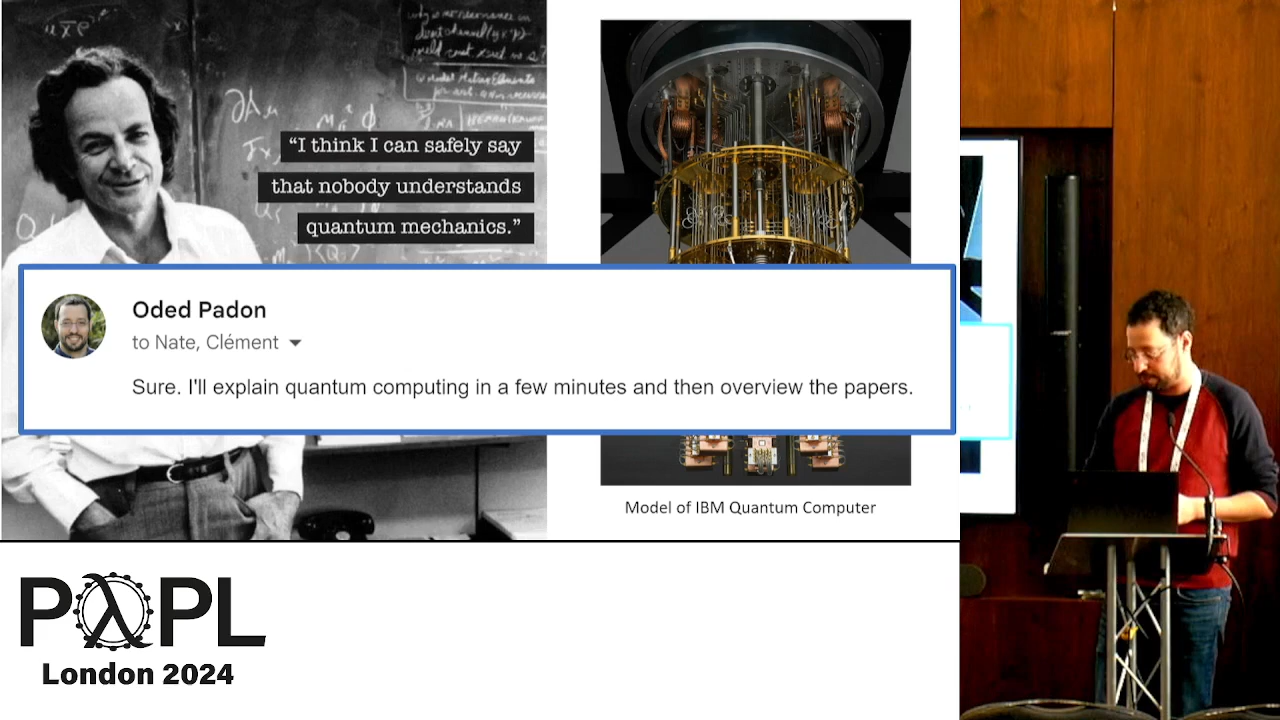 “I think I can safely say
that nobody understands
quantum mechanics.”
Oded Padon
to Nate, Clément
Sure. I'll explain quantum computing in a few minutes and then overview the papers.
Model of IBM Quantum Computer
PλPL
London 2024